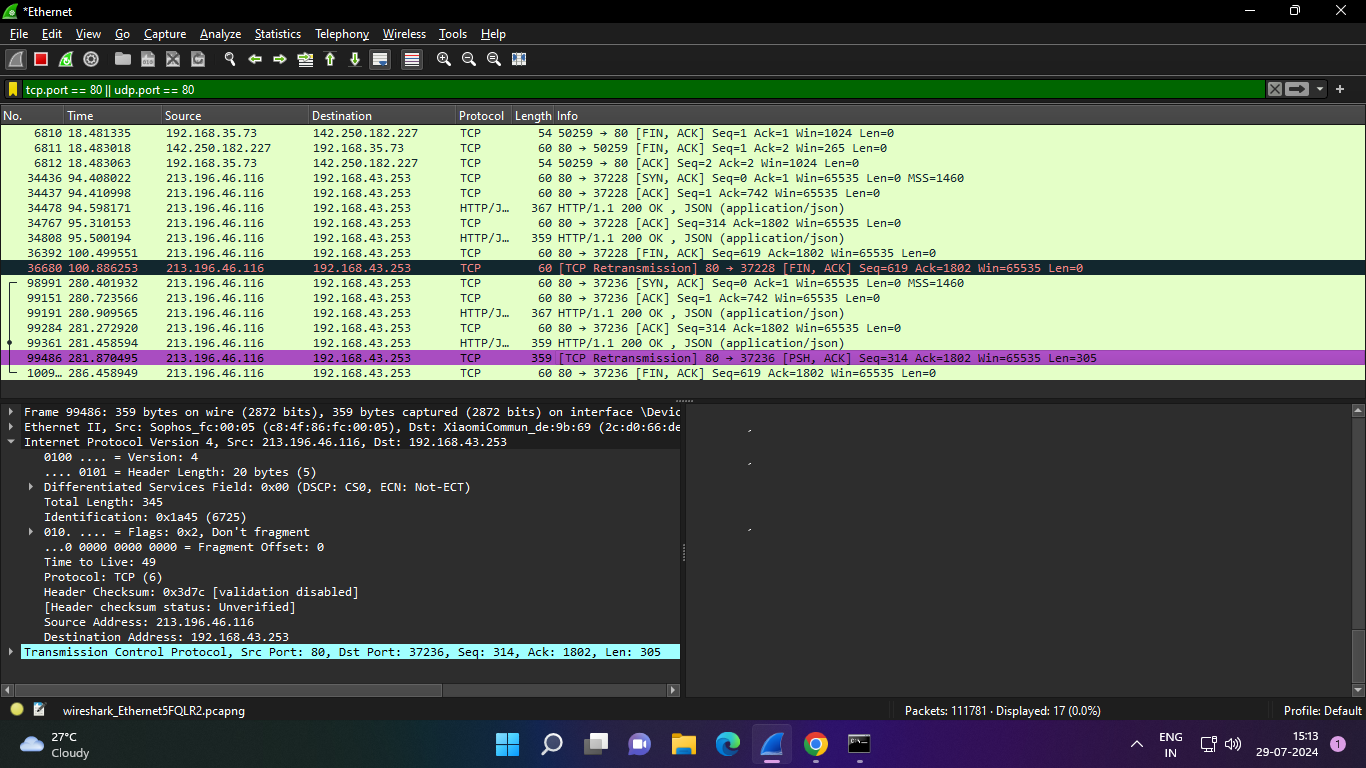 *Ethernet
File Edit View Go Capture Analyze Statistics Telephony Wireless Tools Help
tcp.port == 80 || udp.port == 80
No. Time Source Destination Protocol Length Info
6810 18.481335 192.168.35.73 142.250.182.227 TCP 54 50259 → 80 [FIN, ACK] Seq=1 Ack=1 Win=1024 Len=0
6811 18.483018 142.250.182.227 192.168.35.73 TCP 60 80 → 50259 [FIN, ACK] Seq=1 Ack=2 Win=265 Len=0
6812 18.483063 192.168.35.73 142.250.182.227 TCP 54 50259 → 80 [ACK] Seq=2 Ack=2 Win=1024 Len=0
34436 94.408022 213.196.46.116 192.168.43.253 TCP 60 80 → 37228 [SYN, ACK] Seq=0 Ack=1 Win=65535 Len=0 MSS=1460
34437 94.410998 213.196.46.116 192.168.43.253 TCP 60 80 → 37228 [ACK] Seq=1 Ack=742 Win=65535 Len=0
34478 94.598171 213.196.46.116 192.168.43.253 HTTP/J… 367 HTTP/1.1 200 OK , JSON (application/json)
34767 95.310153 213.196.46.116 192.168.43.253 TCP 60 80 → 37228 [ACK] Seq=314 Ack=1802 Win=65535 Len=0
34808 95.500194 213.196.46.116 192.168.43.253 HTTP/J… 359 HTTP/1.1 200 OK , JSON (application/json)
36392 100.499551 213.196.46.116 192.168.43.253 TCP 60 80 → 37228 [FIN, ACK] Seq=619 Ack=1802 Win=65535 Len=0
36680 100.886253 213.196.46.116 192.168.43.253 TCP 60 [TCP Retransmission] 80 → 37228 [FIN, ACK] Seq=619 Ack=1802 Win=65535 Len=0
98991 280.401932 213.196.46.116 192.168.43.253 TCP 60 80 → 37236 [SYN, ACK] Seq=0 Ack=1 Win=65535 Len=0 MSS=1460
99151 280.723566 213.196.46.116 192.168.43.253 TCP 60 80 → 37236 [ACK] Seq=1 Ack=742 Win=65535 Len=0
99191 280.909565 213.196.46.116 192.168.43.253 HTTP/J… 367 HTTP/1.1 200 OK , JSON (application/json)
99284 281.272920 213.196.46.116 192.168.43.253 TCP 60 80 → 37236 [ACK] Seq=314 Ack=1802 Win=65535 Len=0
99361 281.458594 213.196.46.116 192.168.43.253 HTTP/J… 359 HTTP/1.1 200 OK , JSON (application/json)
99486 281.870495 213.196.46.116 192.168.43.253 TCP 359 [TCP Retransmission] 80 → 37236 [PSH, ACK] Seq=314 Ack=1802 Win=65535 Len=305
1009… 286.458949 213.196.46.116 192.168.43.253 TCP 60 80 → 37236 [FIN, ACK] Seq=619 Ack=1802 Win=65535 Len=0
Frame 99486: 359 bytes on wire (2872 bits), 359 bytes captured (2872 bits) on interface \Devic
Ethernet II, Src: Sophos_fc:00:05 (c8:4f:86:fc:00:05), Dst: XiaomiCommun_de:9b:69 (2c:d0:66:de
Internet Protocol Version 4, Src: 213.196.46.116, Dst: 192.168.43.253
0100 .... = Version: 4
.... 0101 = Header Length: 20 bytes (5)
Differentiated Services Field: 0x00 (DSCP: CS0, ECN: Not-ECT)
Total Length: 345
Identification: 0x1a45 (6725)
010. .... = Flags: 0x2, Don't fragment
...0 0000 0000 0000 = Fragment Offset: 0
Time to Live: 49
Protocol: TCP (6)
Header Checksum: 0x3d7c [validation disabled]
[Header checksum status: Unverified]
Source Address: 213.196.46.116
Destination Address: 192.168.43.253
Transmission Control Protocol, Src Port: 80, Dst Port: 37236, Seq: 314, Ack: 1802, Len: 305
wireshark_Ethernet5FQLR2.pcapng Packets: 111781 · Displayed: 17 (0.0%) Profile: Default
27°C
Cloudy
ENG
IN
15:13
29-07-2024
1